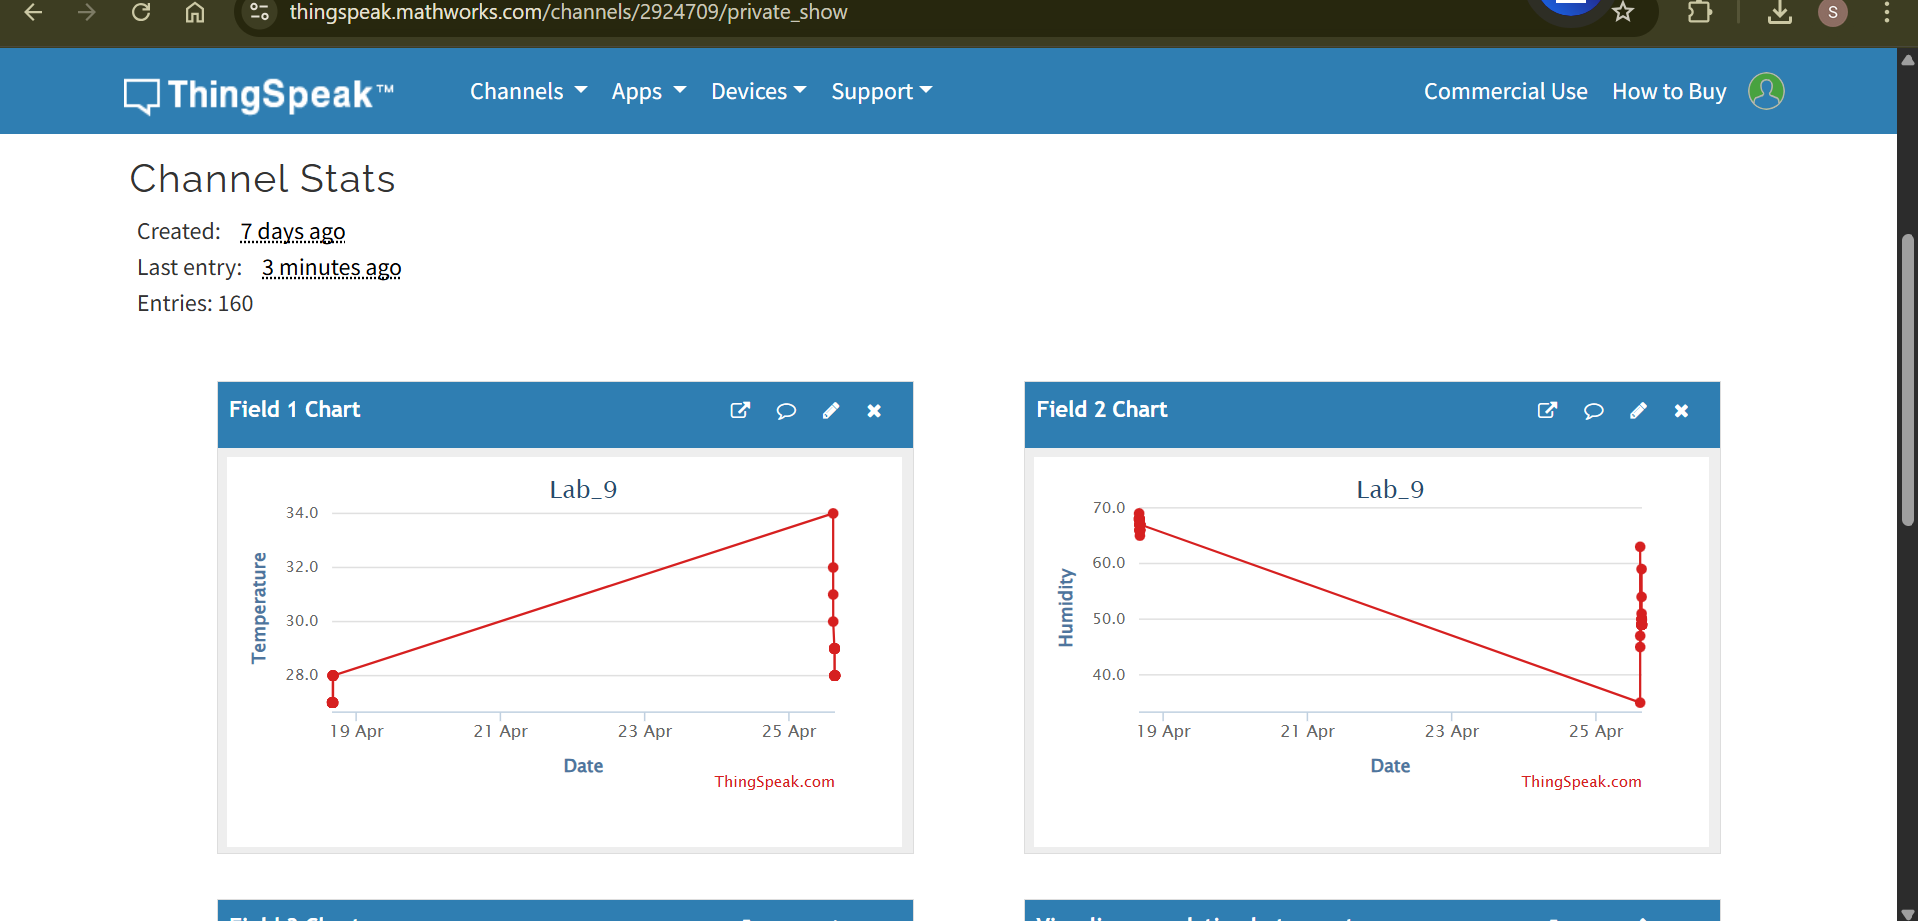 thingspeak.mathworks.com/channels/2924709/private_show
S
ThingSpeak™
Channels
Apps
Devices
Support
Commercial Use
How to Buy
Channel Stats
Created: 7 days ago
Last entry: 3 minutes ago
Entries: 160
Field 1 Chart
Lab_9
34.0
32.0
30.0
28.0
Temperature
19 Apr
21 Apr
23 Apr
25 Apr
Date
ThingSpeak.com
Field 2 Chart
Lab_9
70.0
60.0
50.0
40.0
Humidity
19 Apr
21 Apr
23 Apr
25 Apr
Date
ThingSpeak.com